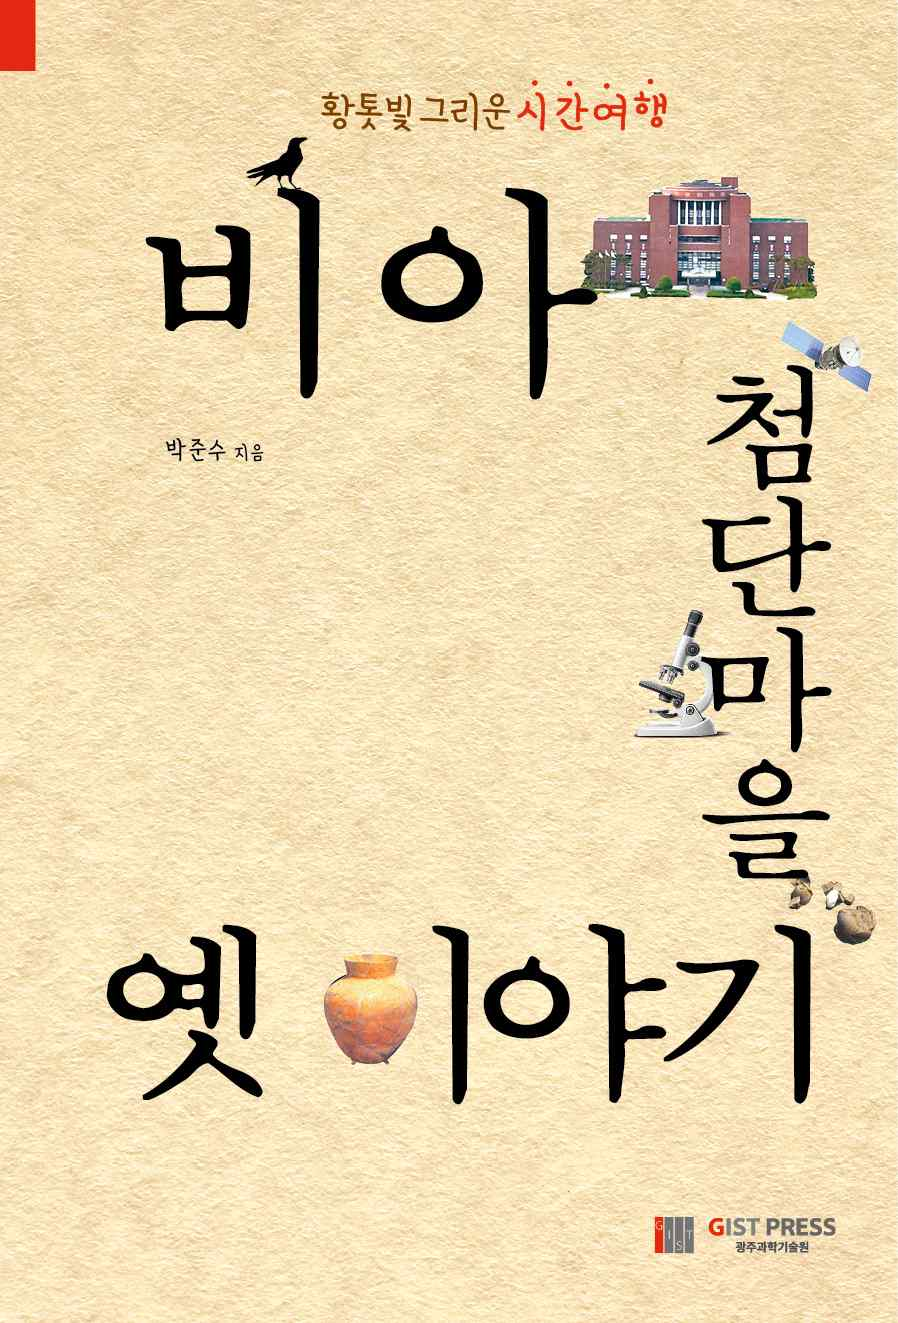 황톳빛 그리운 시간여행
비아
박준수 지음
첨단마을
옛 이야기
GIST
GIST PRESS
광주과학기술원